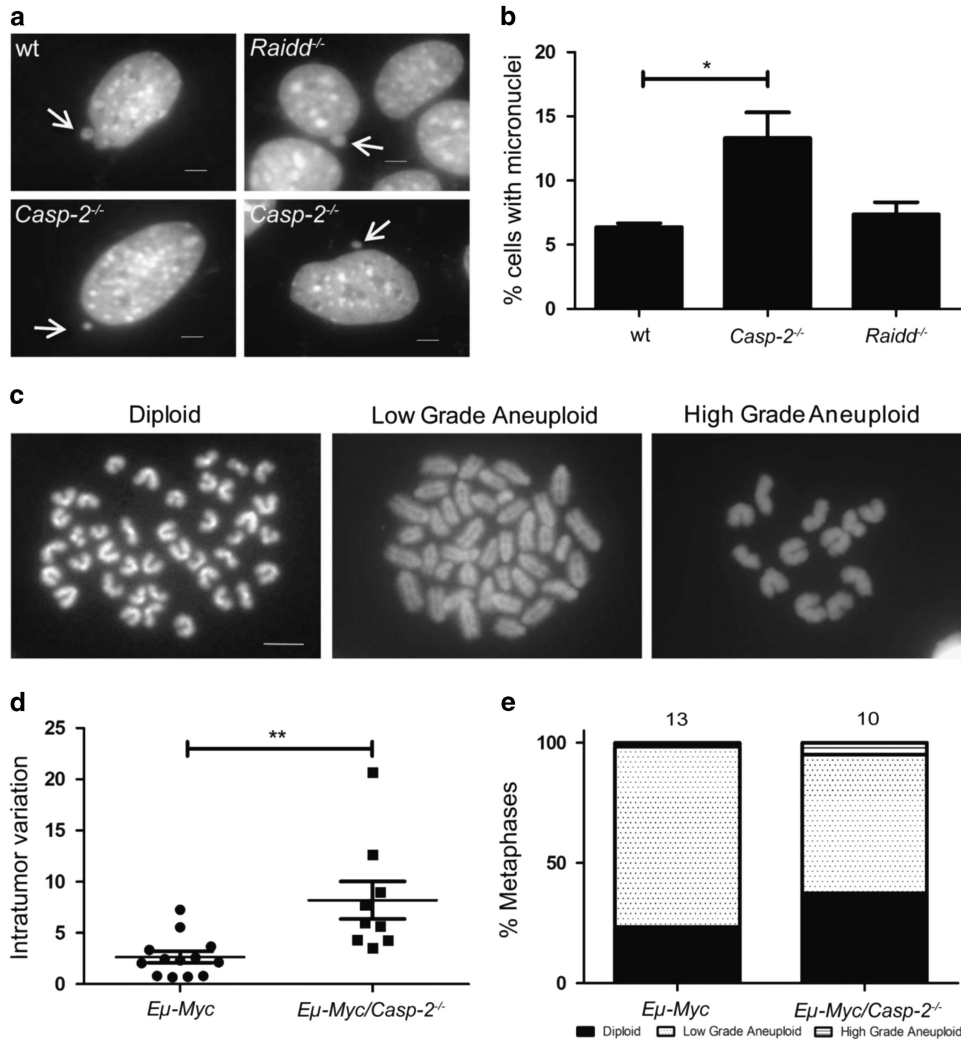 a
wt
Raidd-/-
Casp-2-/-
Casp-2-/-
b
% cells with micronuclei
20
15
10
5
0
*
wt
Casp-2-/-
Raidd-/-
c
Diploid
Low Grade Aneuploid
High Grade Aneuploid
d
Intratumor variation
25
20
15
10
5
0
**
Eμ-Myc
Eμ-Myc/Casp-2-/-
e
% Metaphases
100
50
0
13
10
Eμ-Myc
Eμ-Myc/Casp-2-/-
Diploid
Low Grade Aneuploid
High Grade Aneuploid